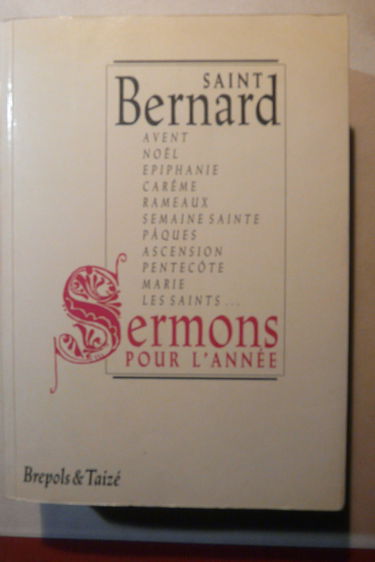 SAINT
Bernard
AVENT
NOËL
EPIPHANIE
CARÊME
RAMEAUX
SEMAINE SAINTE
PÂQUES
ASCENSION
PENTECÔTE
MARIE
LES SAINTS...
Sermons
POUR L'ANNÉE
Brepols & Taizé